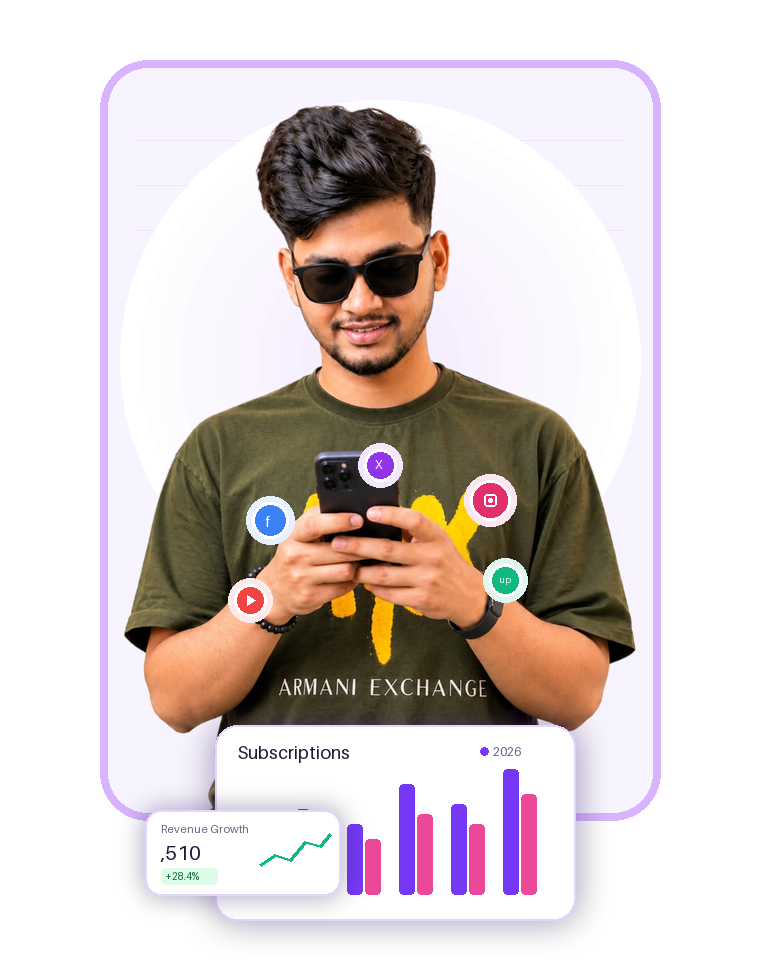 X
f
up
ARMANI EXCHANGE
Subscriptions
2026
Revenue Growth
,510
+28.4%